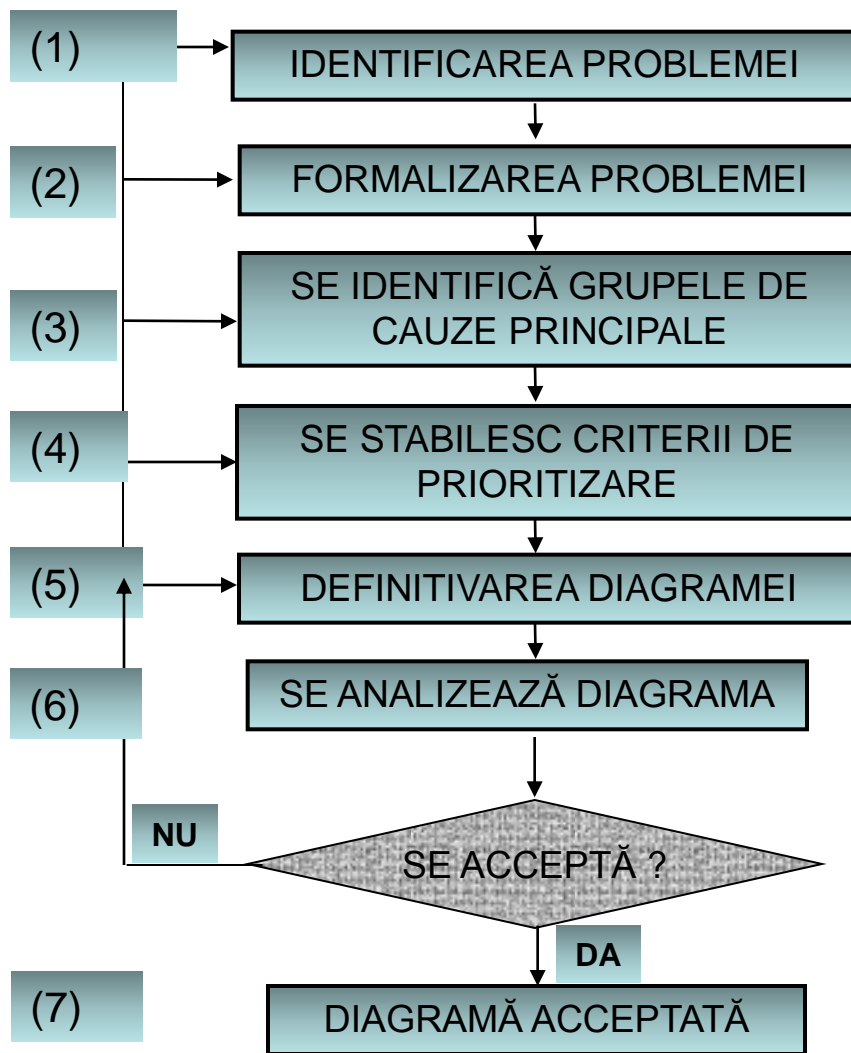 (1)
IDENTIFICAREA PROBLEMEI
(2)
FORMALIZAREA PROBLEMEI
(3)
SE IDENTIFICĂ GRUPELE DE
CAUZE PRINCIPALE
(4)
SE STABILESC CRITERII DE
PRIORITIZARE
(5)
DEFINITIVAREA DIAGRAMEI
(6)
SE ANALIZEAZĂ DIAGRAMA
NU
SE ACCEPTĂ ?
DA
(7)
DIAGRAMĂ ACCEPTATĂ